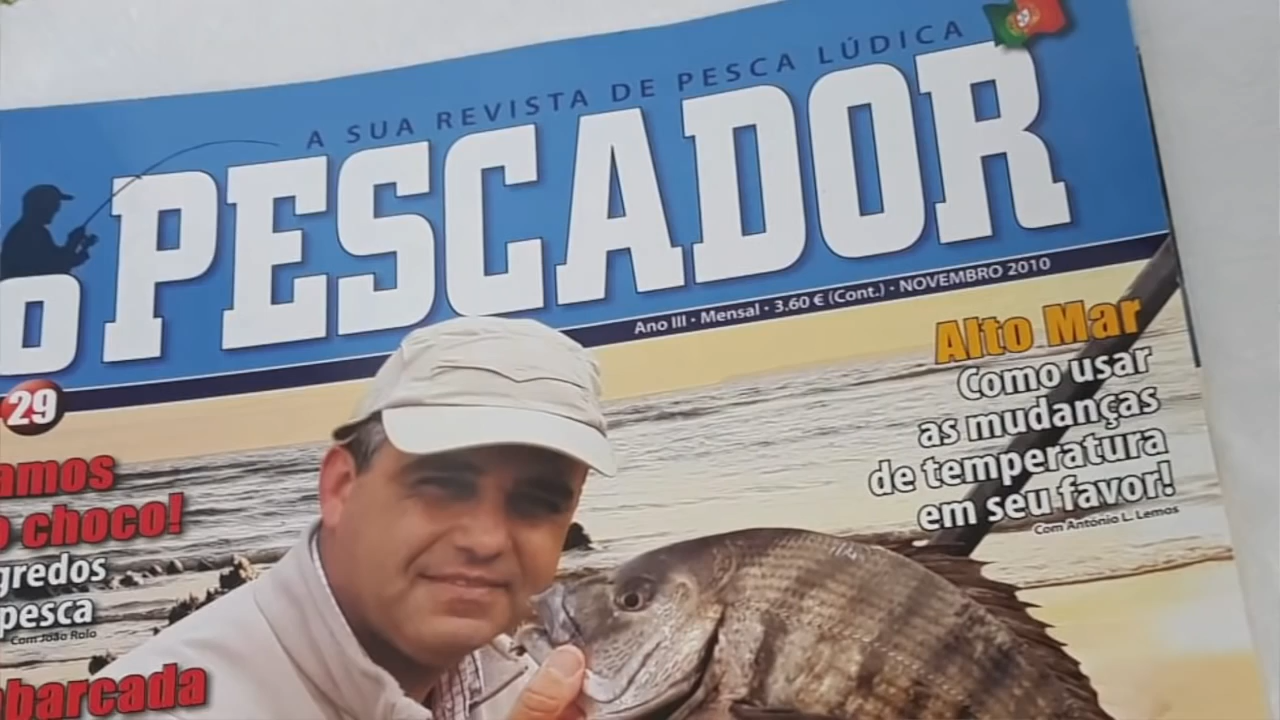 A SUA REVISTA DE PESCA LÚDICA
O PESCADOR
Ano III • Mensal • 3.60 € (Cont.) • NOVEMBRO 2010
29
Alto Mar
Como usar
as mudanças
de temperatura
em seu favor!
Com António L. Lemos
amos
o choco!
gredos
pesca
Com João Rolo
barcada